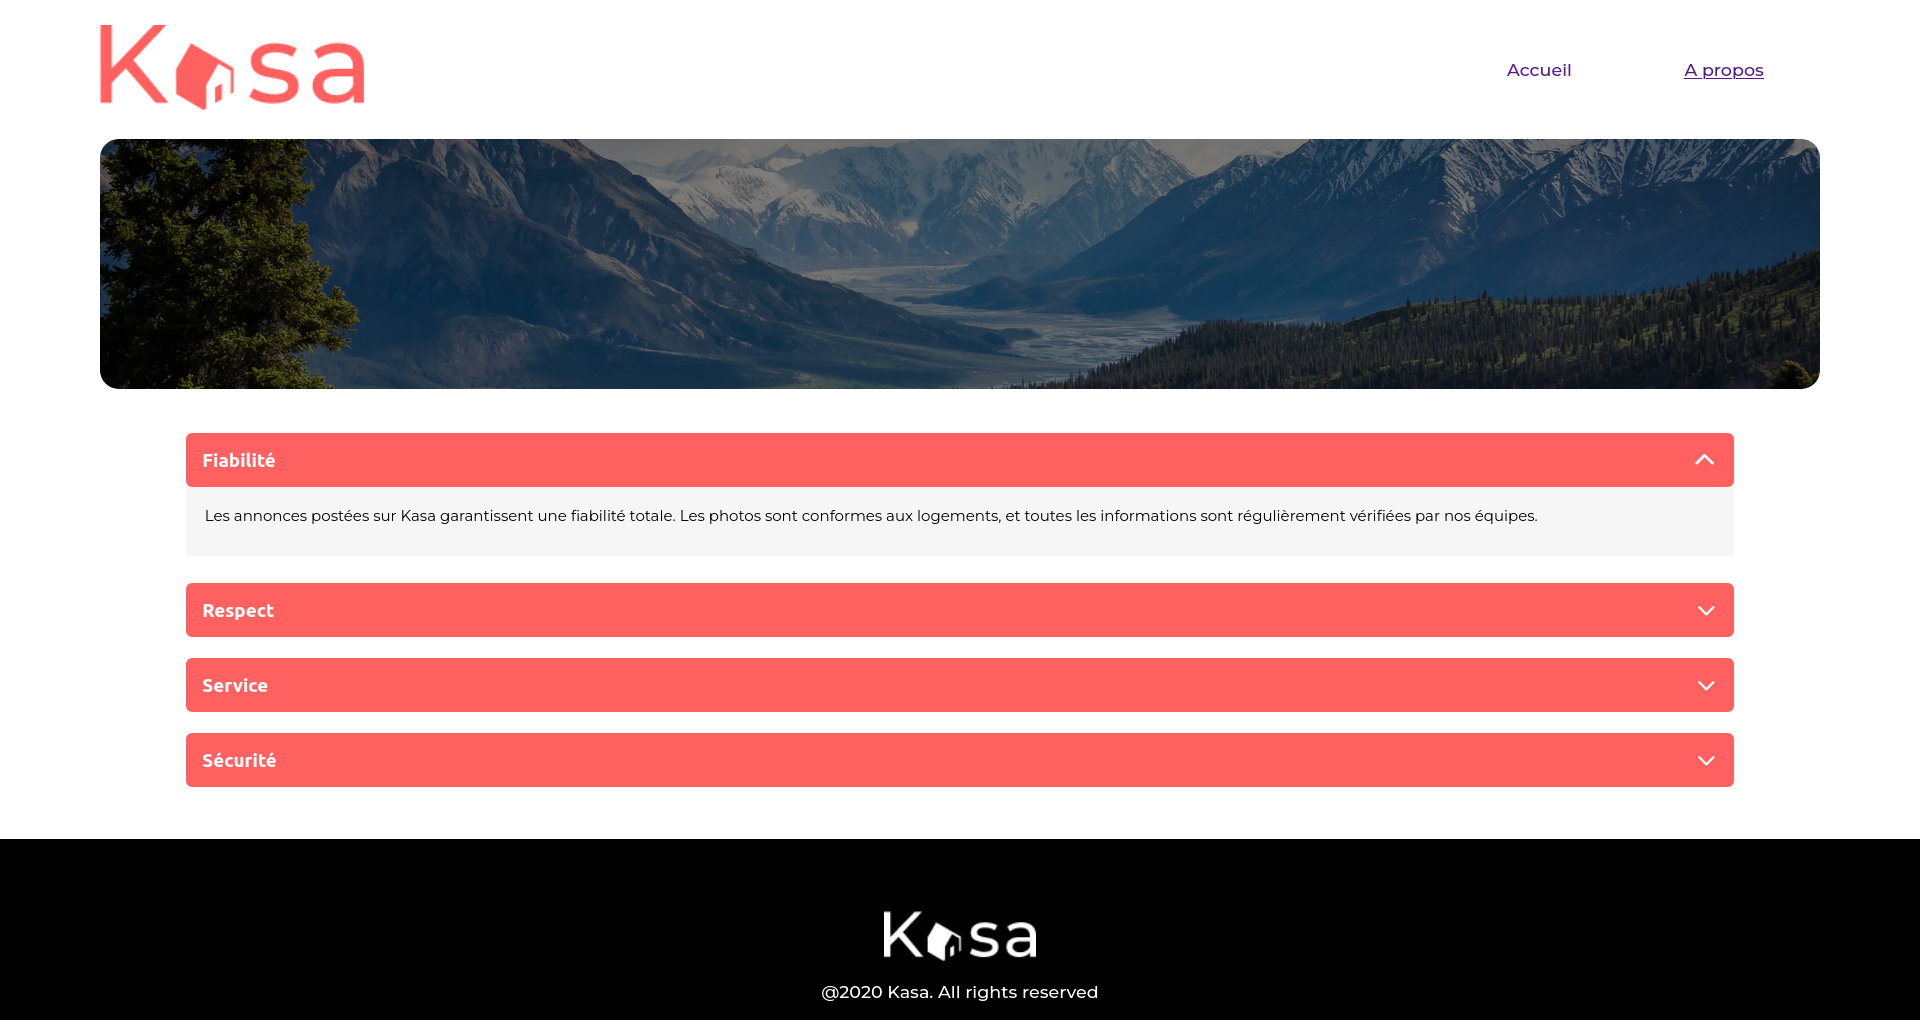 Kasa
Accueil
A propos
Fiabilité
Les annonces postées sur Kasa garantissent une fiabilité totale. Les photos sont conformes aux logements, et toutes les informations sont régulièrement vérifiées par nos équipes.
Respect
Service
Sécurité
Kasa
@2020 Kasa. All rights reserved